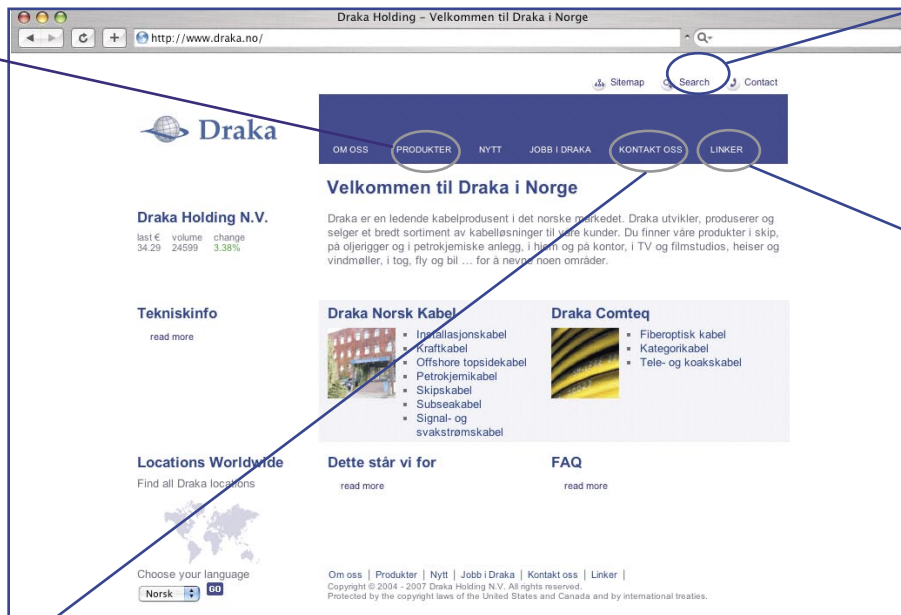 Draka Holding – Velkommen til Draka i Norge
http://www.draka.no/
Sitemap Search Contact
Draka
OM OSS PRODUKTER NYTT JOBB I DRAKA KONTAKT OSS LINKER
Velkommen til Draka i Norge
Draka er en ledende kabelprodusent i det norske markedet. Draka utvikler, produserer og
selger et bredt sortiment av kabelløsninger til våre kunder. Du finner våre produkter i skip,
på oljerigger og i petrokjemiske anlegg, i hjem og på kontor, i TV og filmstudios, heiser og
vindmøller, i tog, fly og bil … for å nevne noen områder.
Draka Holding N.V.
last € volume change
34.29 24599 3.38%
Tekniskinfo
read more
Draka Norsk Kabel
Installasjonskabel
Kraftkabel
Offshore topsidekabel
Petrokjemikabel
Skipskabel
Subseakabel
Signal- og
svakstrømskabel
Draka Comteq
Fiberoptisk kabel
Kategorikabel
Tele- og koakskabel
Locations Worldwide
Find all Draka locations
Dette står vi for
read more
FAQ
read more
Choose your language
Norsk GO
Om oss | Produkter | Nytt | Jobb i Draka | Kontakt oss | Linker |
Copyright © 2004 - 2007 Draka Holding N.V. All rights reserved.
Protected by the copyright laws of the United States and Canada and by international treaties.